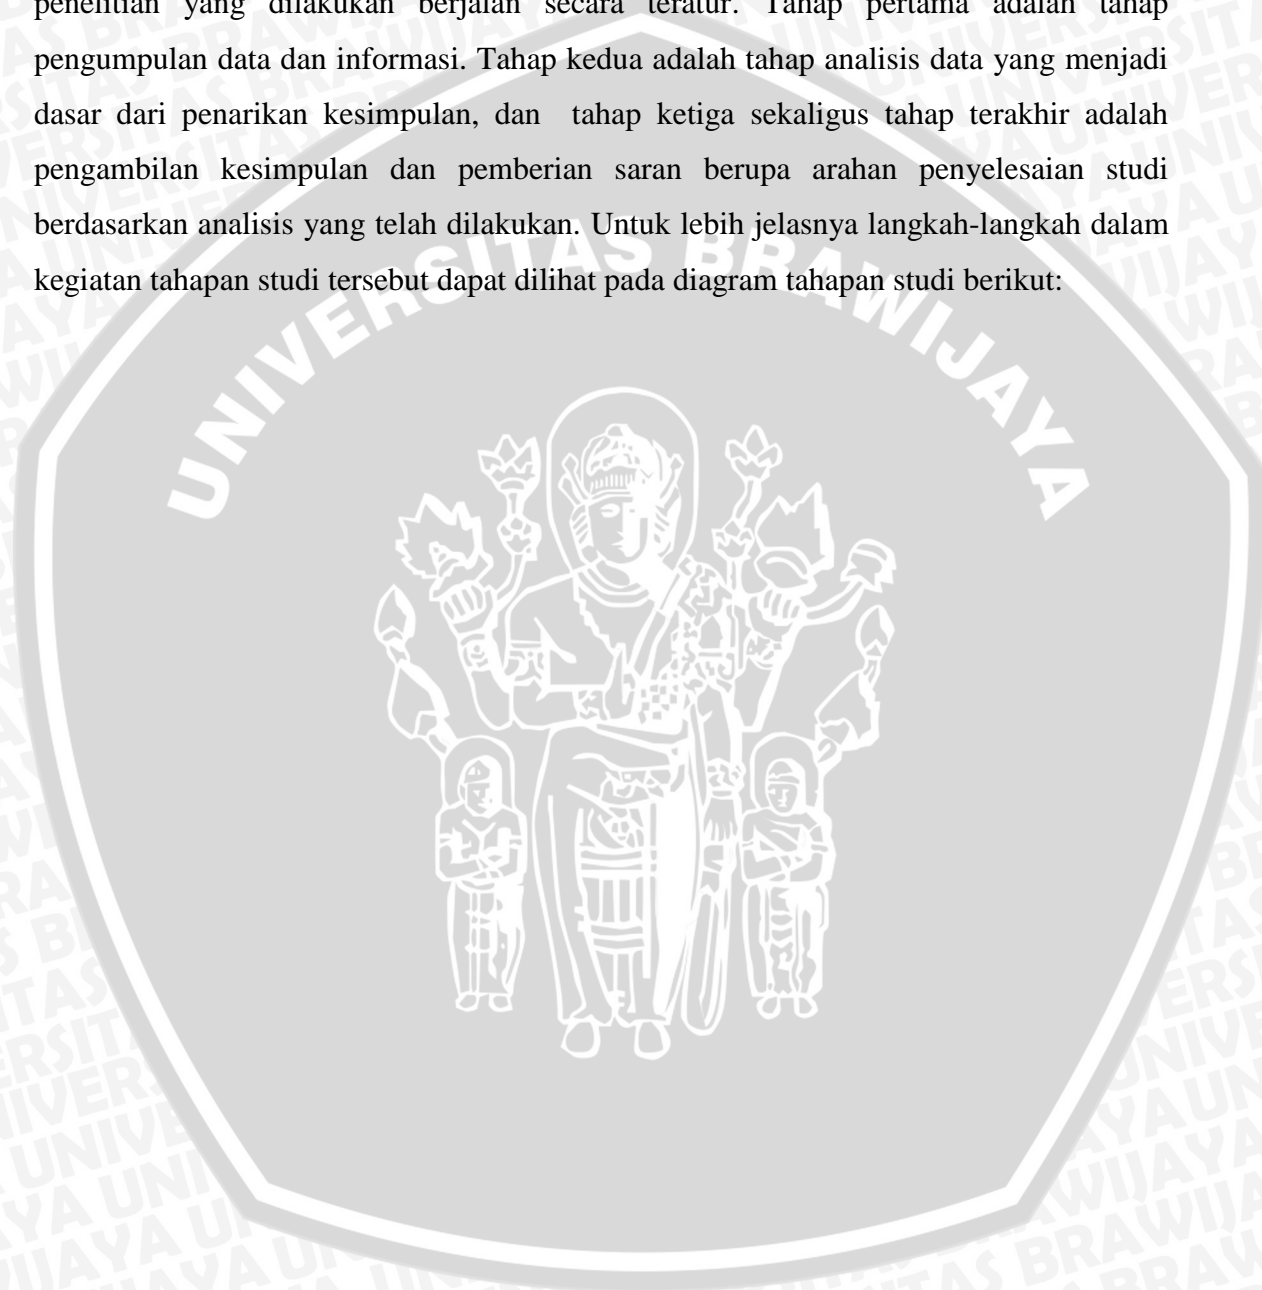 penelitian yang dilakukan berjalan secara teratur. Tahap pertama adalah tahap
pengumpulan data dan informasi. Tahap kedua adalah tahap analisis data yang menjadi
dasar dari penarikan kesimpulan, dan tahap ketiga sekaligus tahap terakhir adalah
pengambilan kesimpulan dan pemberian saran berupa arahan penyelesaian studi
berdasarkan analisis yang telah dilakukan. Untuk lebih jelasnya langkah-langkah dalam
kegiatan tahapan studi tersebut dapat dilihat pada diagram tahapan studi berikut:
UNIVERSITAS BRAWIJAYA